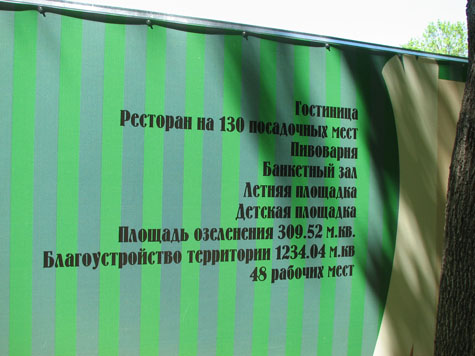 Гостиница
Ресторан на 130 посадочных мест
Пивовария
Банкетный зал
Летняя площадка
Детская площадка
Площадь озеленения 309.52 м.кв.
Благоустройство территории 1234.04 м.кв
48 рабочих мест